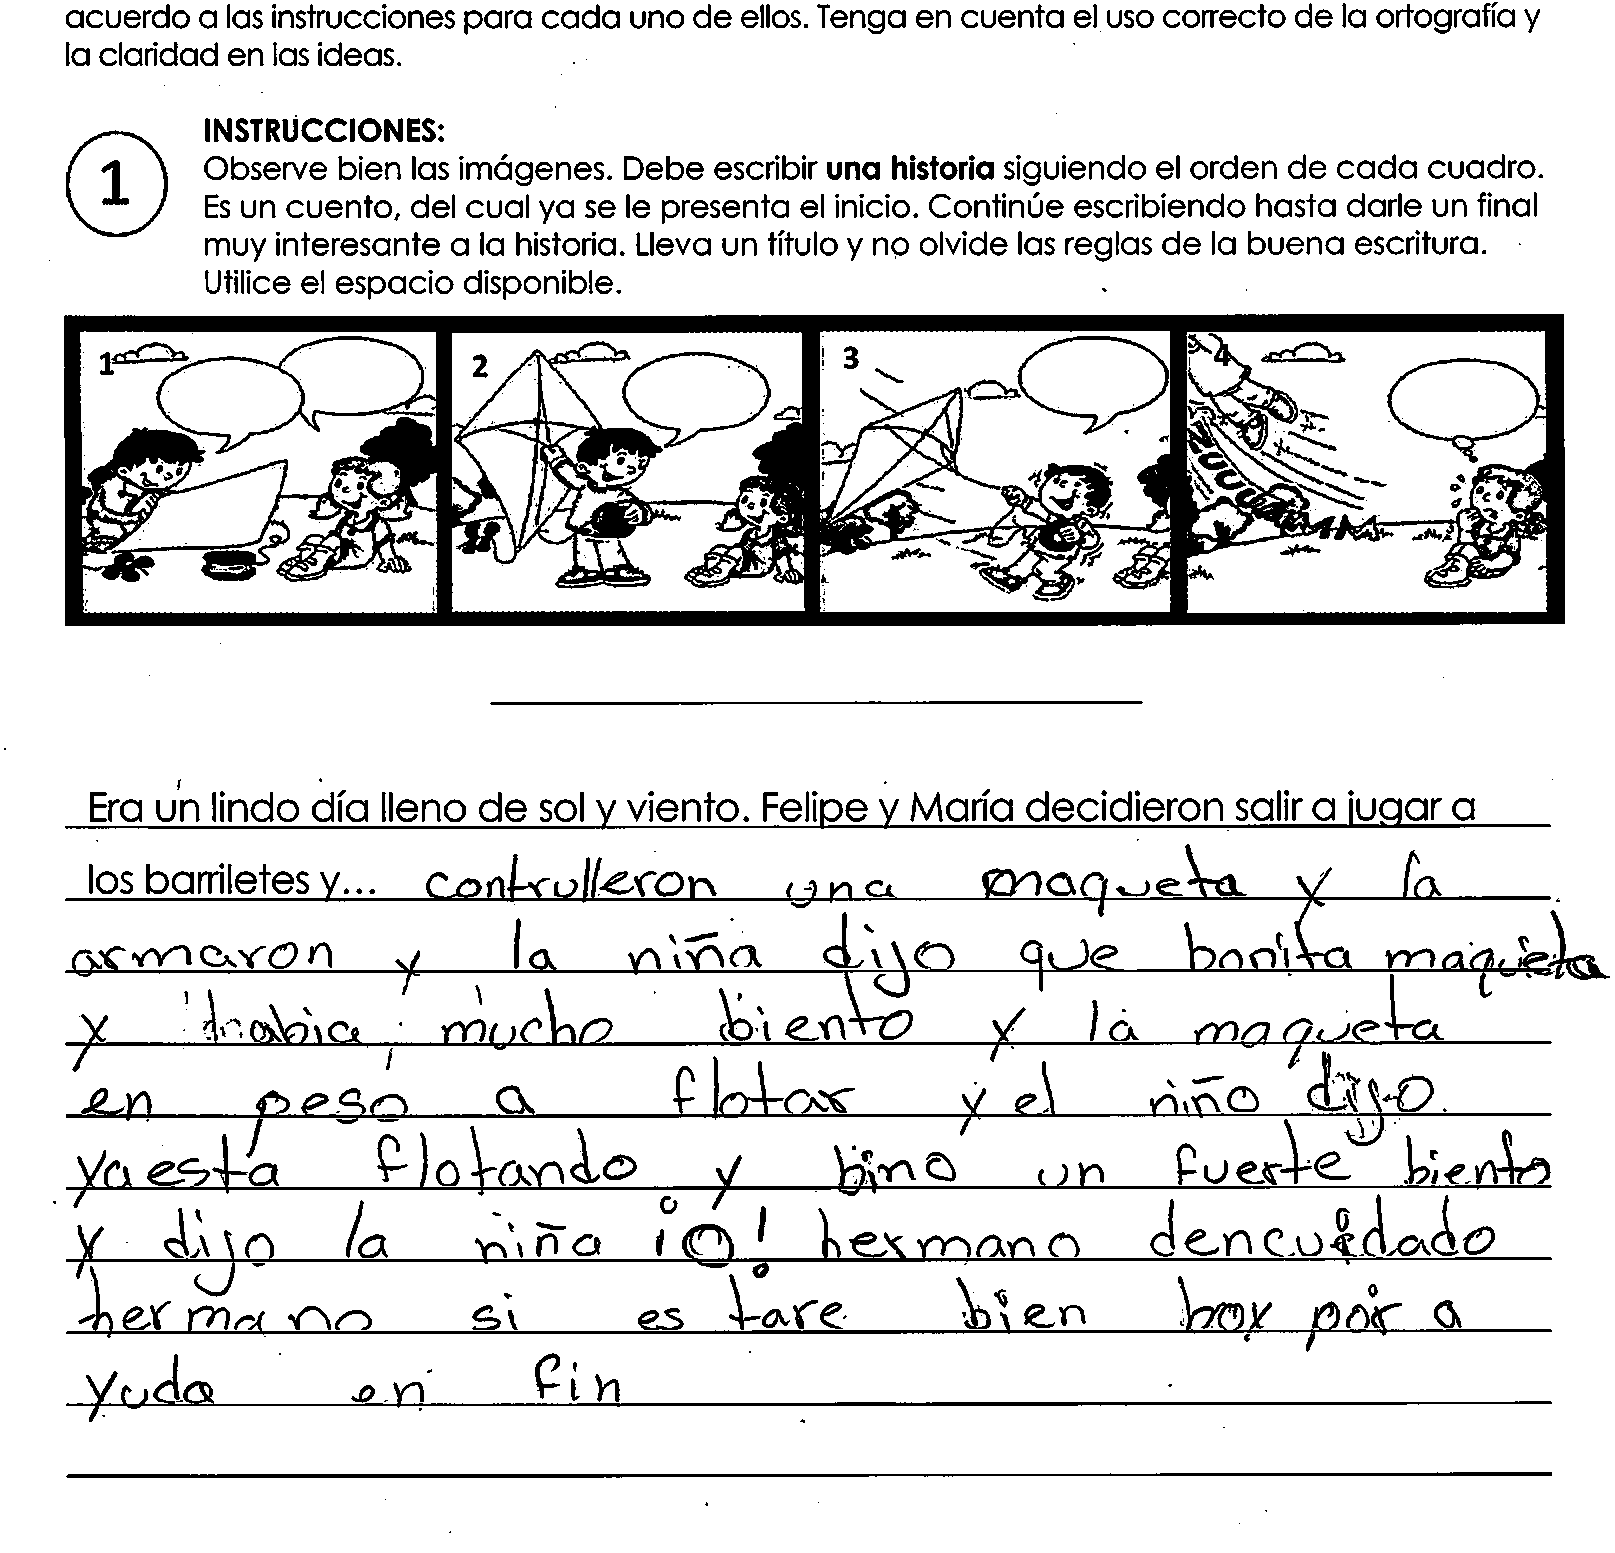 acuerdo a las instrucciones para cada uno de ellos. Tenga en cuenta el uso correcto de la ortografía y
la claridad en las ideas.
1
INSTRUCCIONES:
Observe bien las imágenes. Debe escribir una historia siguiendo el orden de cada cuadro.
Es un cuento, del cual ya se le presenta el inicio. Continúe escribiendo hasta darle un final
muy interesante a la historia. Lleva un título y no olvide las reglas de la buena escritura.
Utilice el espacio disponible.
1 2 3 4
Era un lindo día lleno de sol y viento. Felipe y María decidieron salir a jugar a
los barriletes y... contrulleron una maqueta y la
armaron y la niña dijo que bonita maqueta
y habia mucho biento y la maqueta
en peso a flotar y el niño dijo.
ya esta flotando y bino un fuerte biento
y dijo la niña ¡O! hermano dencuidado
hermano si es tare bien boy por a
yuda en fin